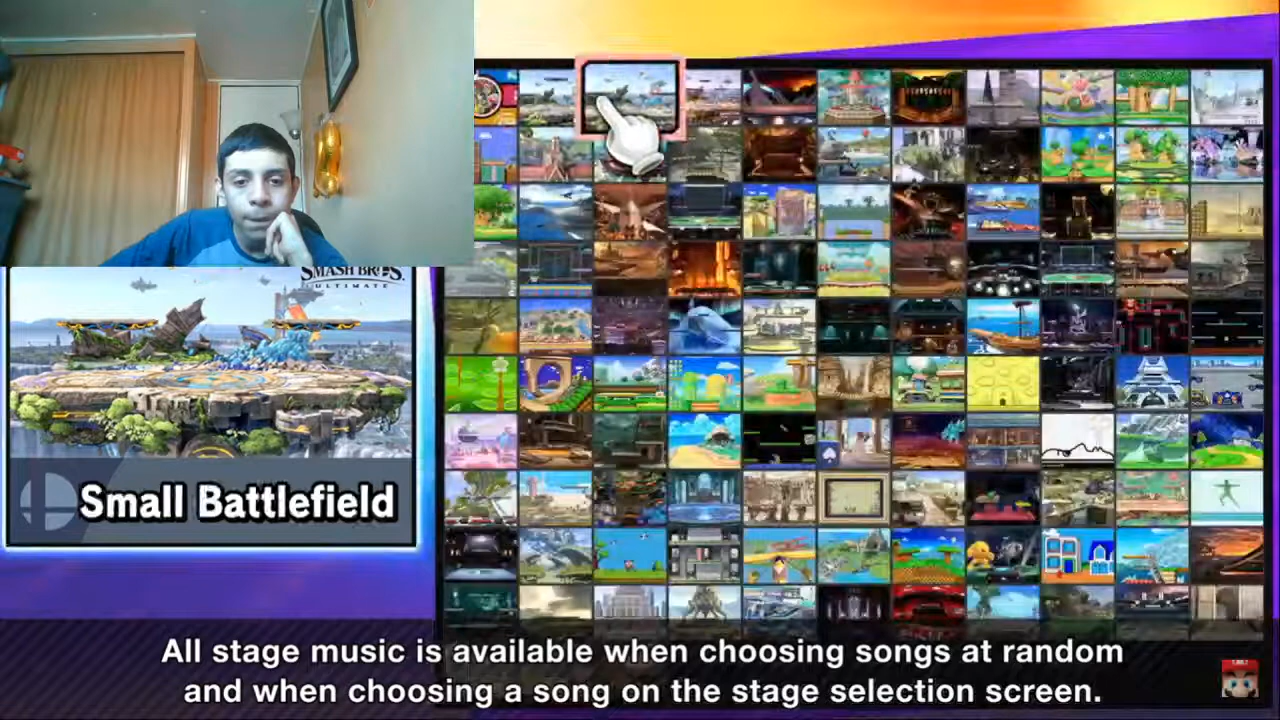 SMASH BROS.
ULTIMATE
Small Battlefield
All stage music is available when choosing songs at random
and when choosing a song on the stage selection screen.